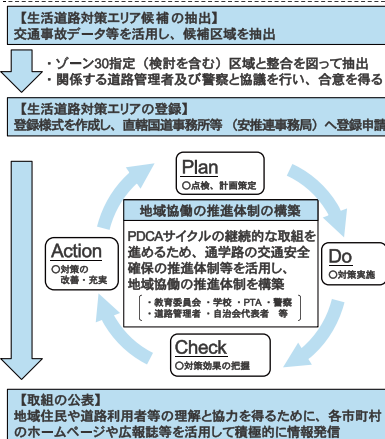 【生活道路対策エリア候補の抽出】
交通事故データ等を活用し、候補区域を抽出
・ゾーン30指定（検討を含む）区域と整合を図って抽出
・関係する道路管理者及び警察と協議を行い、合意を得る
【生活道路対策エリアの登録】
登録様式を作成し、直轄国道事務所等（安推連事務局）へ登録申請
Plan
○点検、計画策定
地域協働の推進体制の構築
PDCAサイクルの継続的な取組を
進めるため、通学路の交通安全
確保の推進体制等を活用し、
地域協働の推進体制を構築
・教育委員会・学校・PTA・警察
・道路管理者・自治会代表者 等
Action
○対策の
改善・充実
Do
○対策実施
Check
○対策効果の把握
【取組の公表】
地域住民や道路利用者等の理解と協力を得るために、各市町村
のホームページや広報誌等を活用して積極的に情報発信